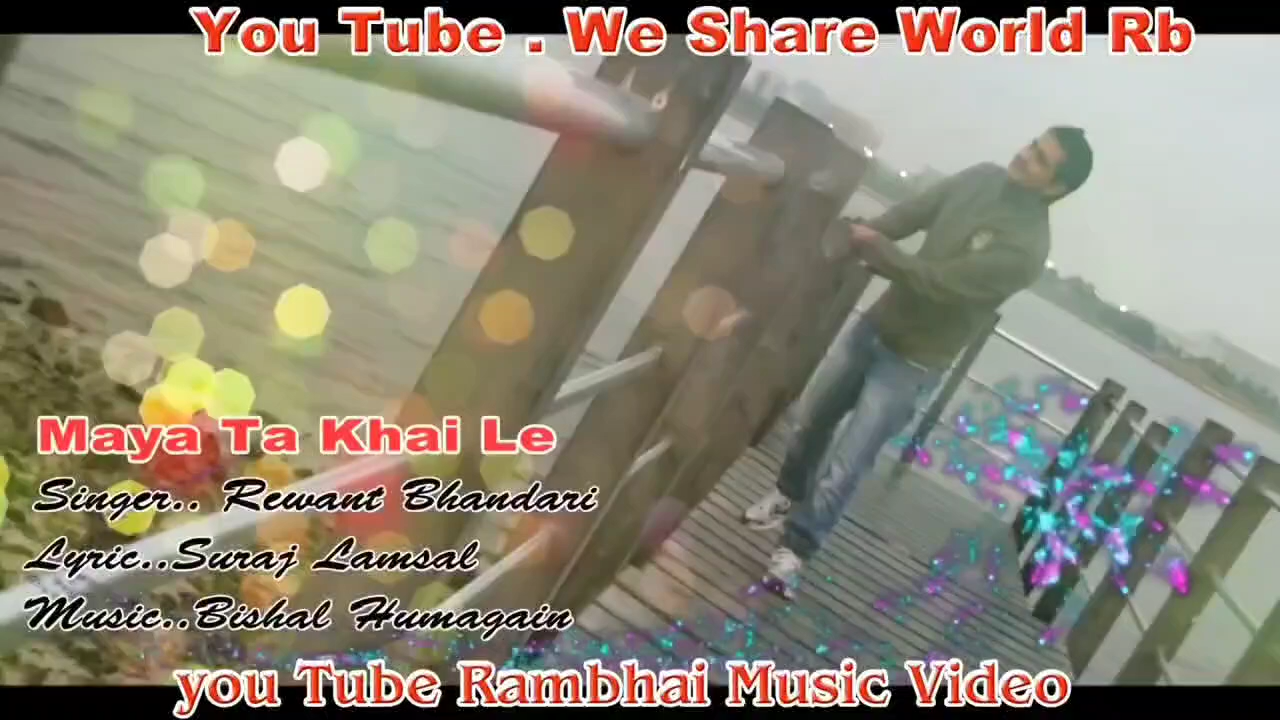 You Tube . We Share World Rb
Maya Ta Khai Le
Singer.. Rewant Bhandari
Lyric..Suraj Lamsal
Music..Bishal Humagain
you Tube Rambhai Music Video